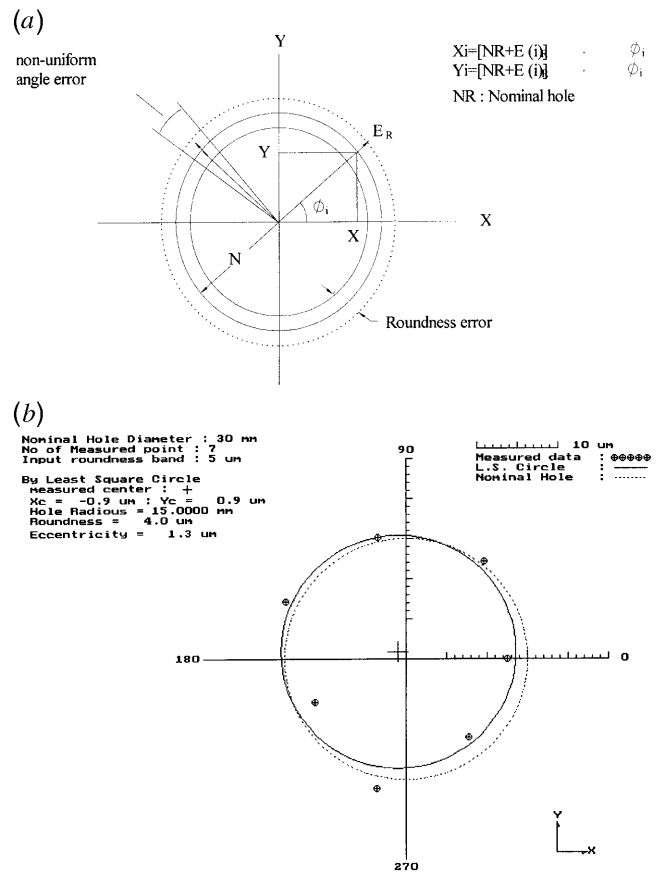 (a)
Y
non-uniform
angle error
Xi=[NR+E (i)] · ϕi
Yi=[NR+E (i)] · ϕi
NR : Nominal hole
E R
Y
ϕi
X
X
N
Roundness error
(b)
Nominal Hole Diameter : 30 mm
No of Measured point : 7
Input roundness band : 5 um
By Least Square Circle
measured center : +
Xc = -0.9 um : Yc = 0.9 um
Hole Radious = 15.0000 mm
Roundness = 4.0 um
Eccentricity = 1.3 um
90
10 um
Measured data :
L.S. Circle :
Nominal Hole :
180
0
270
Y
X